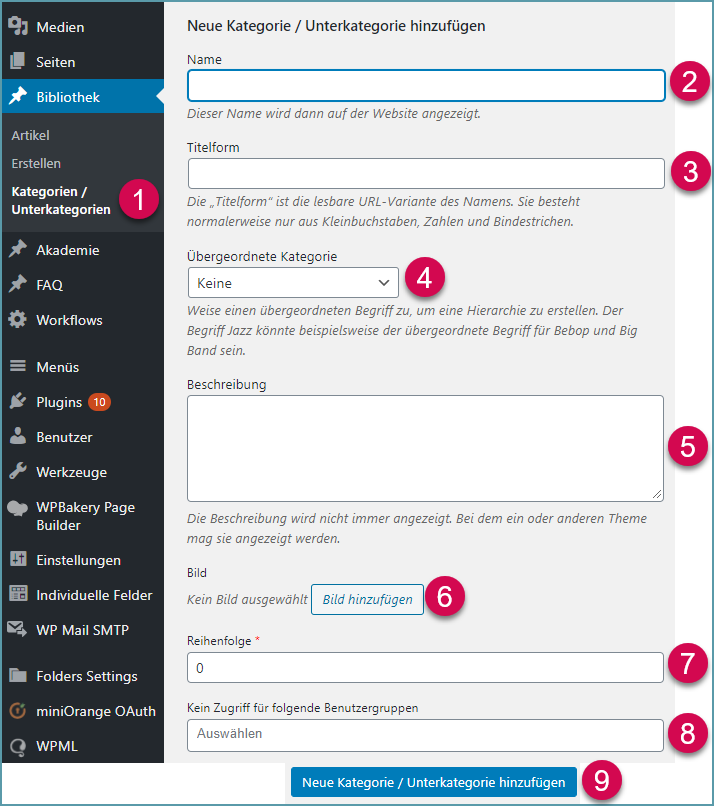 Medien
Seiten
Bibliothek
Artikel
Erstellen
Kategorien /
Unterkategorien
1
Akademie
FAQ
Workflows
Menüs
Plugins 10
Benutzer
Werkzeuge
WPBakery Page
Builder
Einstellungen
Individuelle Felder
WP Mail SMTP
Folders Settings
miniOrange OAuth
WPML
Neue Kategorie / Unterkategorie hinzufügen
Name
2
Dieser Name wird dann auf der Website angezeigt.
Titelform
3
Die „Titelform“ ist die lesbare URL-Variante des Namens. Sie besteht
normalerweise nur aus Kleinbuchstaben, Zahlen und Bindestrichen.
Übergeordnete Kategorie
Keine
4
Weise einen übergeordneten Begriff zu, um eine Hierarchie zu erstellen. Der
Begriff Jazz könnte beispielsweise der übergeordnete Begriff für Bebop und Big
Band sein.
Beschreibung
5
Die Beschreibung wird nicht immer angezeigt. Bei dem ein oder anderen Theme
mag sie angezeigt werden.
Bild
Kein Bild ausgewählt Bild hinzufügen 6
Reihenfolge *
0
7
Kein Zugriff für folgende Benutzergruppen
Auswählen
8
Neue Kategorie / Unterkategorie hinzufügen 9